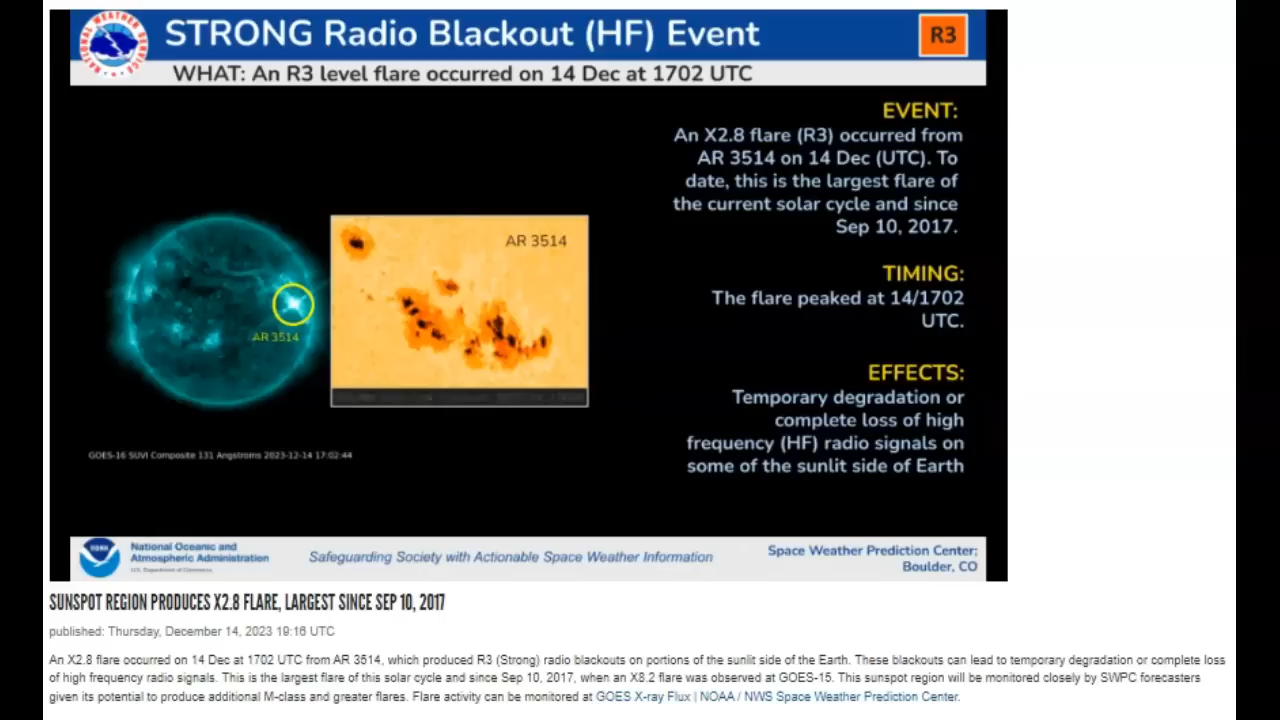 STRONG Radio Blackout (HF) Event
R3
NATIONAL WEATHER SERVICE
WHAT: An R3 level flare occurred on 14 Dec at 1702 UTC
EVENT:
An X2.8 flare (R3) occurred from
AR 3514 on 14 Dec (UTC). To
date, this is the largest flare of
the current solar cycle and since
Sep 10, 2017.
TIMING:
The flare peaked at 14/1702
UTC.
EFFECTS:
Temporary degradation or
complete loss of high
frequency (HF) radio signals on
some of the sunlit side of Earth
AR 3514
AR 3514
GOES-16 SUVI Composite 131 Angstroms 2023-12-14 17:02:44
NOAA
National Oceanic and
Atmospheric Administration
U.S. Department of Commerce
Safeguarding Society with Actionable Space Weather Information
Space Weather Prediction Center;
Boulder, CO
SUNSPOT REGION PRODUCES X2.8 FLARE, LARGEST SINCE SEP 10, 2017
published: Thursday, December 14, 2023 19:16 UTC
An X2.8 flare occurred on 14 Dec at 1702 UTC from AR 3514, which produced R3 (Strong) radio blackouts on portions of the sunlit side of the Earth. These blackouts can lead to temporary degradation or complete loss
of high frequency radio signals. This is the largest flare of this solar cycle and since Sep 10, 2017, when an X8.2 flare was observed at GOES-15. This sunspot region will be monitored closely by SWPC forecasters
given its potential to produce additional M-class and greater flares. Flare activity can be monitored at GOES X-ray Flux | NOAA / NWS Space Weather Prediction Center.